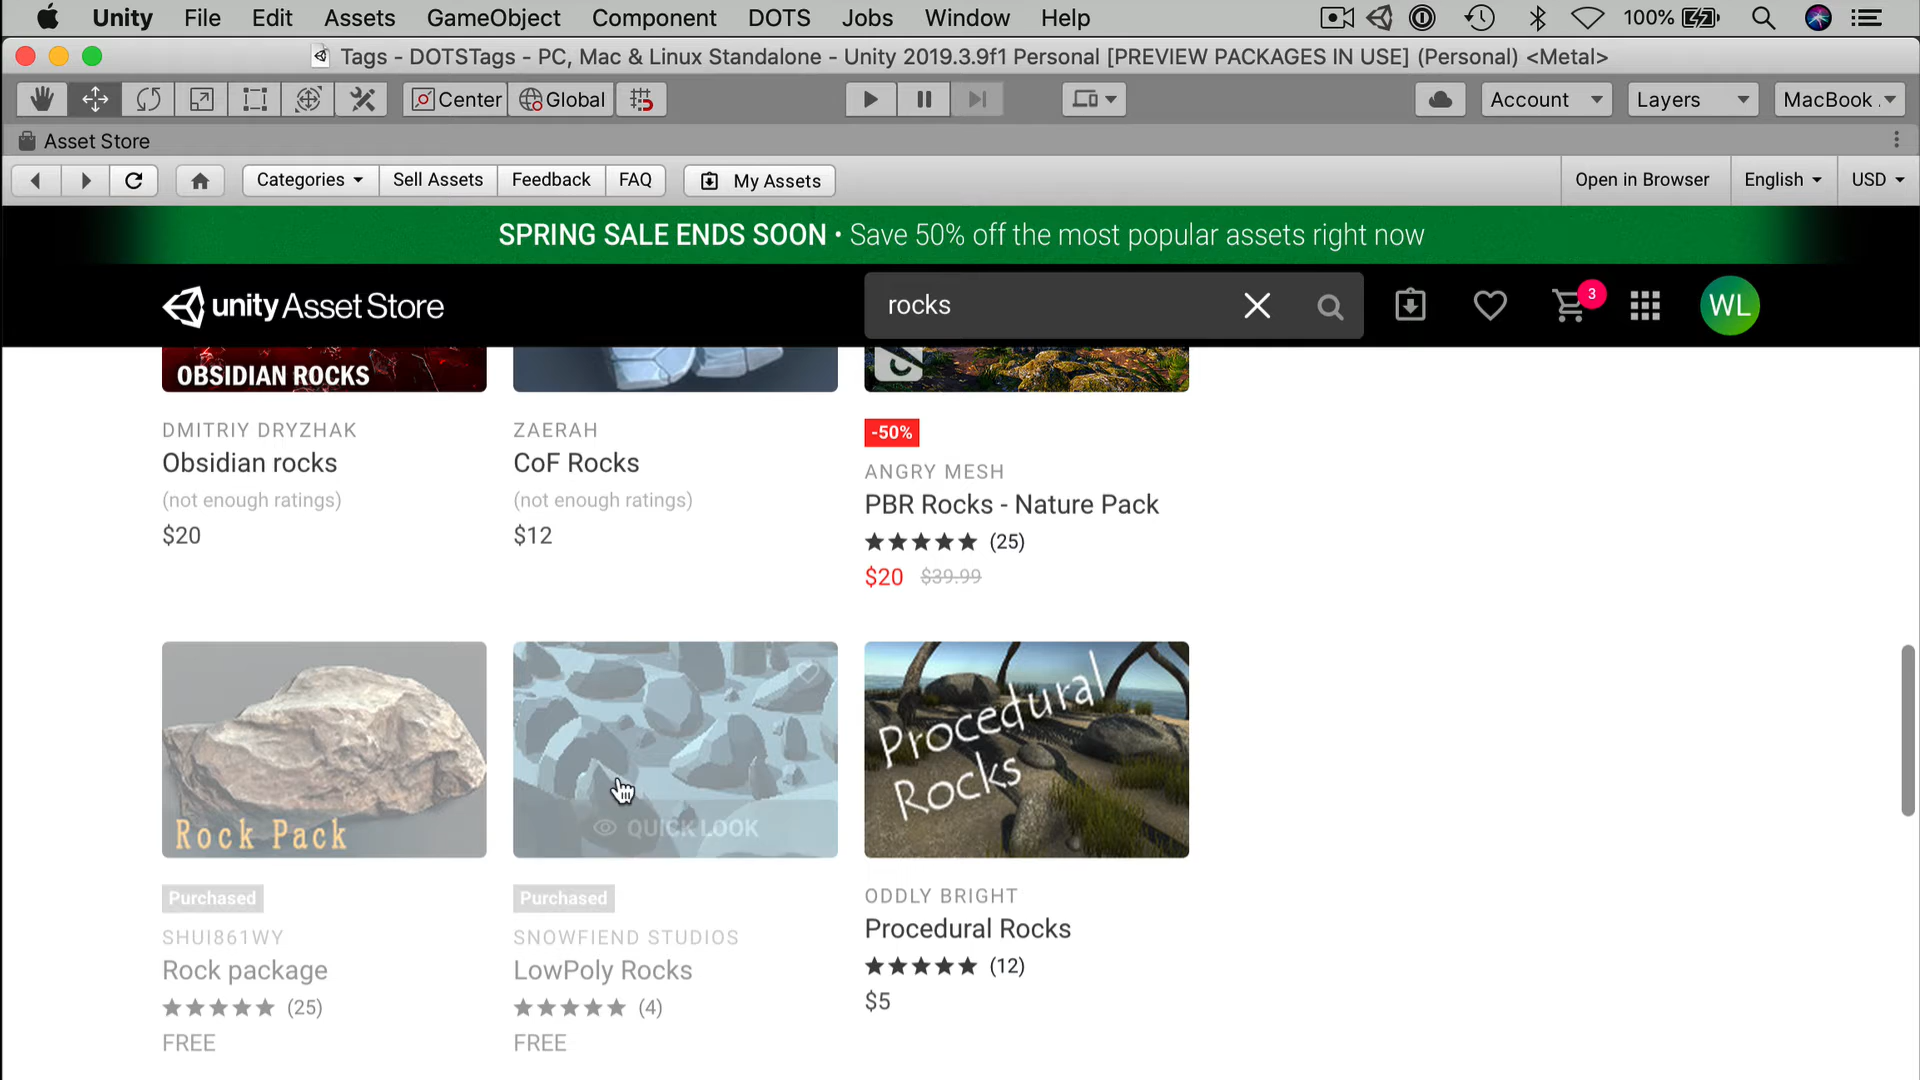 Unity File Edit Assets GameObject Component DOTS Jobs Window Help 100%
Tags - DOTSTags - PC, Mac & Linux Standalone - Unity 2019.3.9f1 Personal [PREVIEW PACKAGES IN USE] (Personal) <Metal>
Center Global Account Layers MacBook .
Asset Store
Categories Sell Assets Feedback FAQ My Assets Open in Browser English USD
SPRING SALE ENDS SOON • Save 50% off the most popular assets right now
unity Asset Store rocks 3 WL
OBSIDIAN ROCKS
DMITRIY DRYZHAK
Obsidian rocks
(not enough ratings)
$20
ZAERAH
CoF Rocks
(not enough ratings)
$12
-50%
ANGRY MESH
PBR Rocks - Nature Pack
(25)
$20 $39.99
Rock Pack
Purchased
SHUI861WY
Rock package
(25)
FREE
QUICK LOOK
Purchased
SNOWFIEND STUDIOS
LowPoly Rocks
(4)
FREE
Procedural
Rocks
ODDLY BRIGHT
Procedural Rocks
(12)
$5